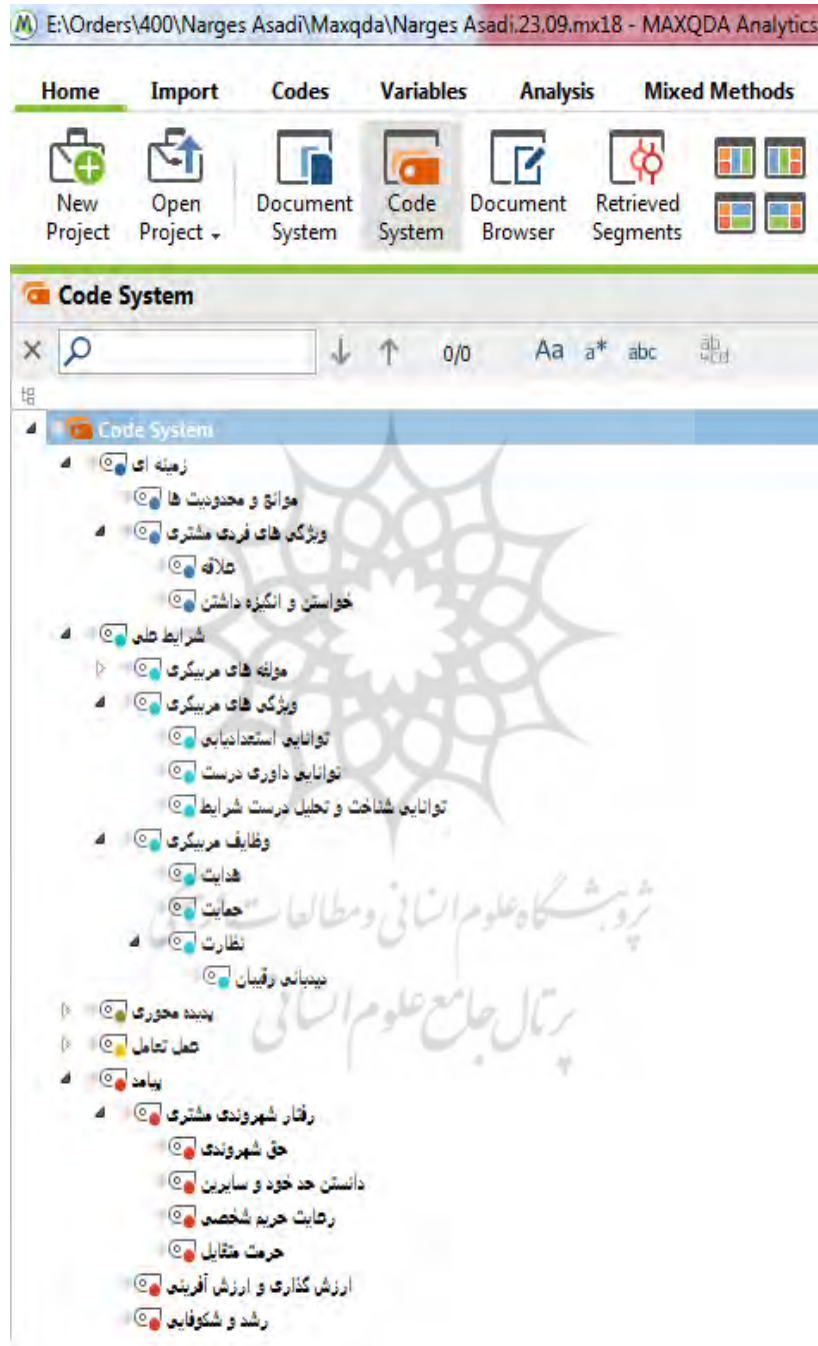 E:\Orders\400\Narges Asadi\Maxqda\Narges Asadi.23.09.mx18 - MAXQDA Analytics
Home Import Codes Variables Analysis Mixed Methods
New Project
Open Project
Document System
Code System
Document Browser
Retrieved Segments
Code System
0/0 Aa a* abc
Code System
زمینه ای
موانع و محدودیت ها
ویژگی های فردی مشتری
علاقه
خواستن و انگیزه داشتن
شرایط علی
مولفه های مربیگری
ویژگی های مربیگری
توانایی استعدادیابی
توانایی داوری درست
توانایی شناخت و تحلیل درست شرایط
وظایف مربیگری
هدایت
حمایت
نظارت
دیدبانی رقیبان
پدیده محوری
عمل تعامل
پیامد
رفتار شهروندی مشتری
حق شهروندی
دانستن حد خود و سایرین
رعایت حریم شخصی
حرمت متقابل
ارزش گذاری و ارزش آفرینی
رشد و شکوفایی
پژوهشگاه علوم انسانی و مطالعات
پرتال جامع علوم انسانی